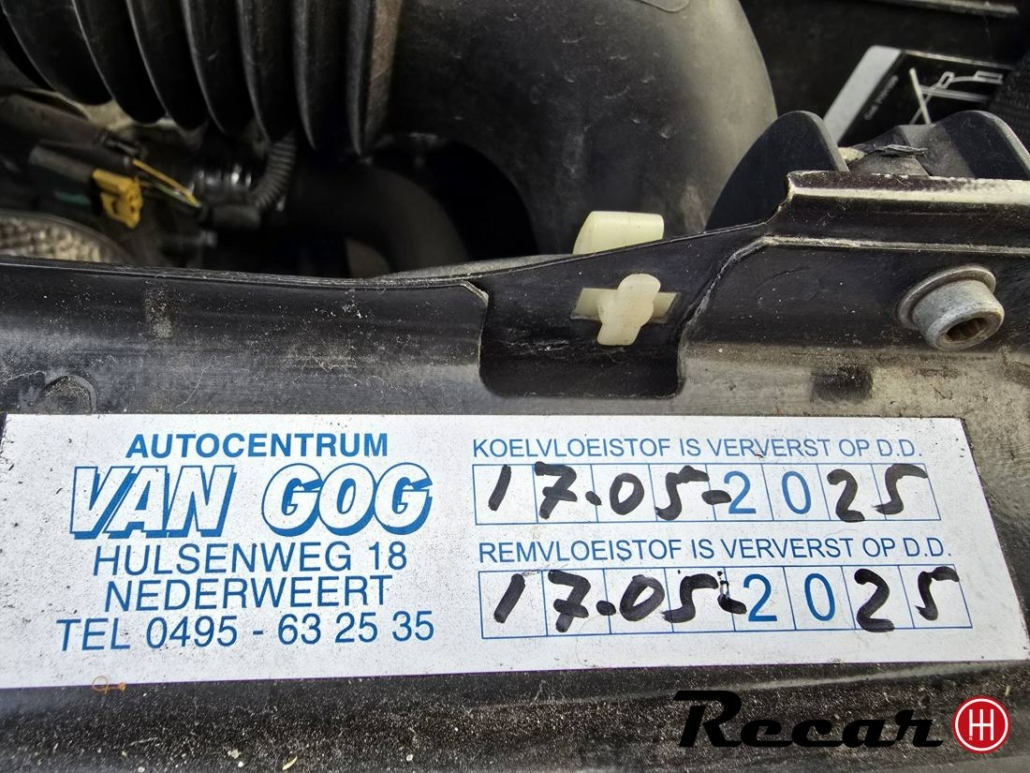 AUTOCENTRUM
VAN GOG
HULSENWEG 18
NEDERWEERT
TEL 0495 - 63 25 35
KOELVLOEISTOF IS VERVERST OP D.D.
17.05-2025
REMVLOEISTOF IS VERVERST OP D.D.
17.05-2025
Recar